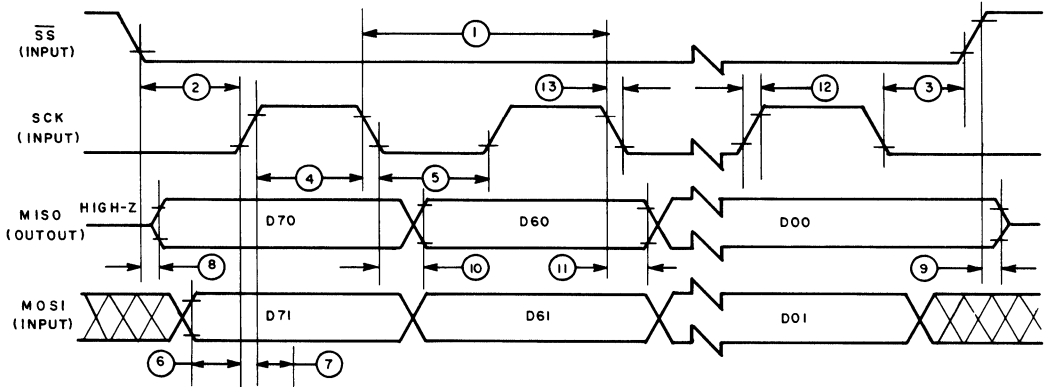 SS
(INPUT)
1
2
13
12
3
SCK
(INPUT)
4
5
MISO
(OUTOUT)
HIGH-Z
D70
D60
D00
8
10
11
9
MOSI
(INPUT)
D71
D61
D01
6
7